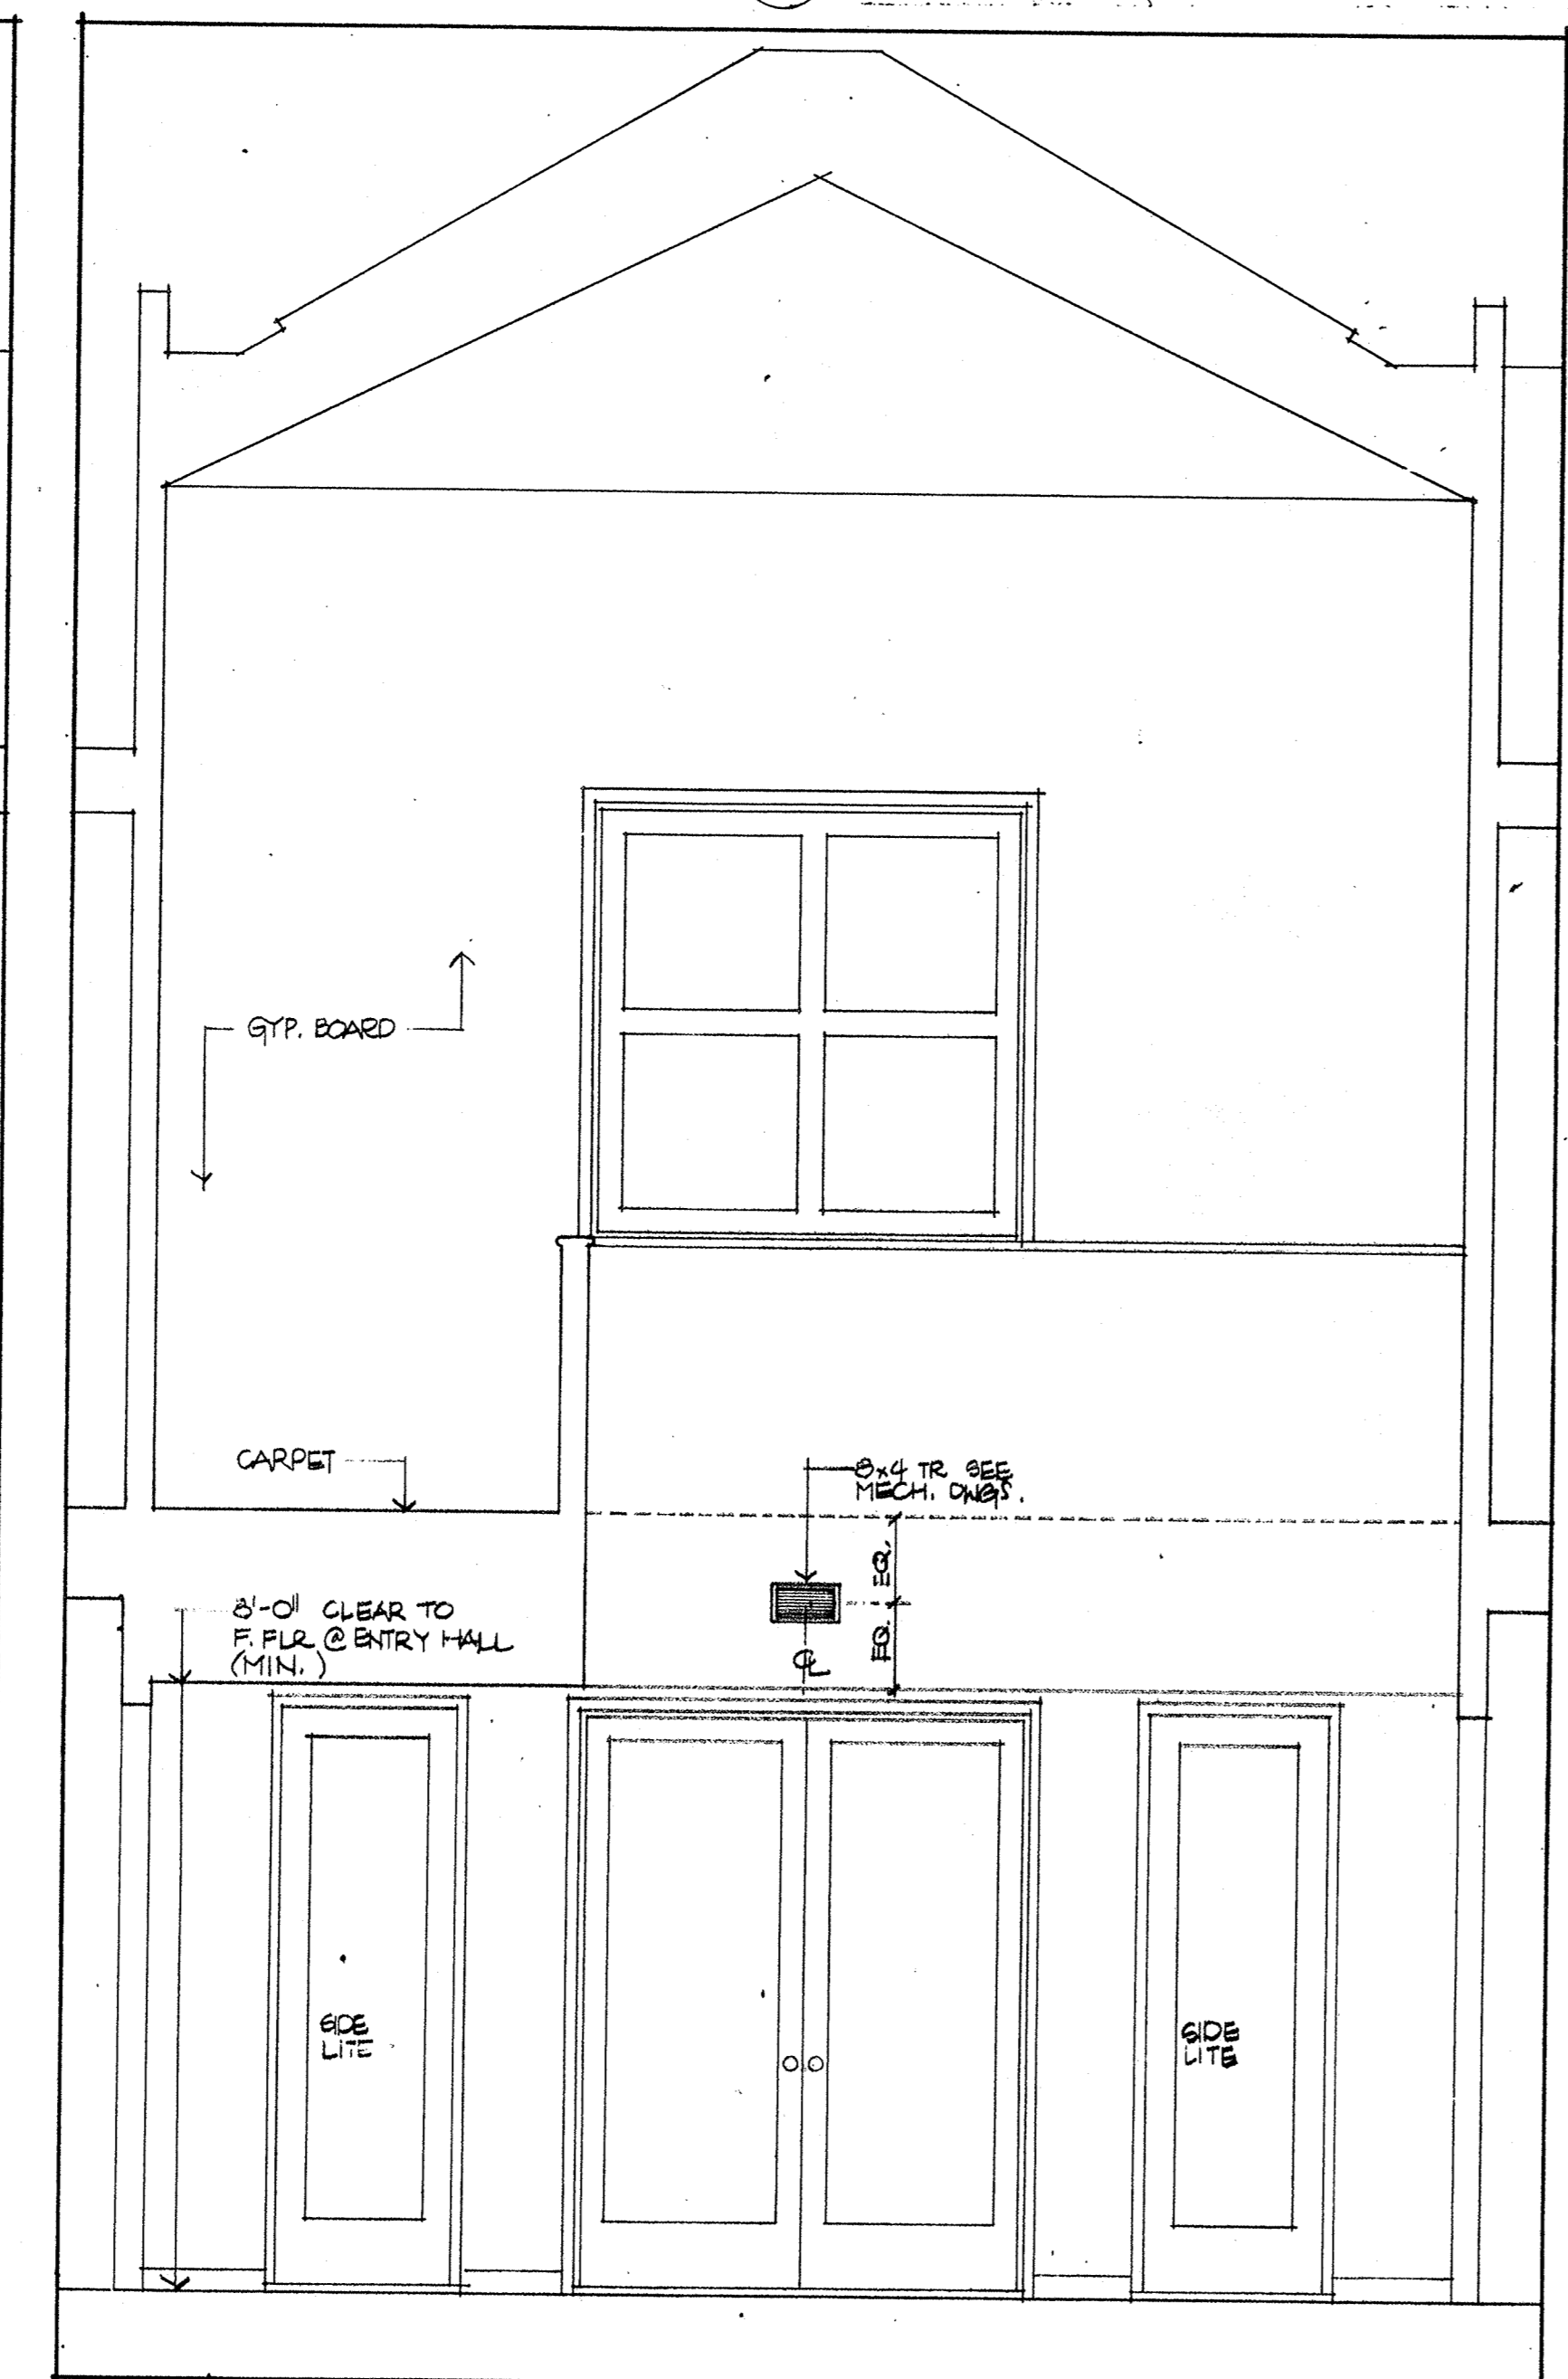 GYP. BOARD
CARPET
8x4 TR SEE
MECH. DWGS.
EQ.
EQ.
8'-0" CLEAR TO
F. FLR @ ENTRY HALL
(MIN.)
CL
SIDE
LITE
SIDE
LITE